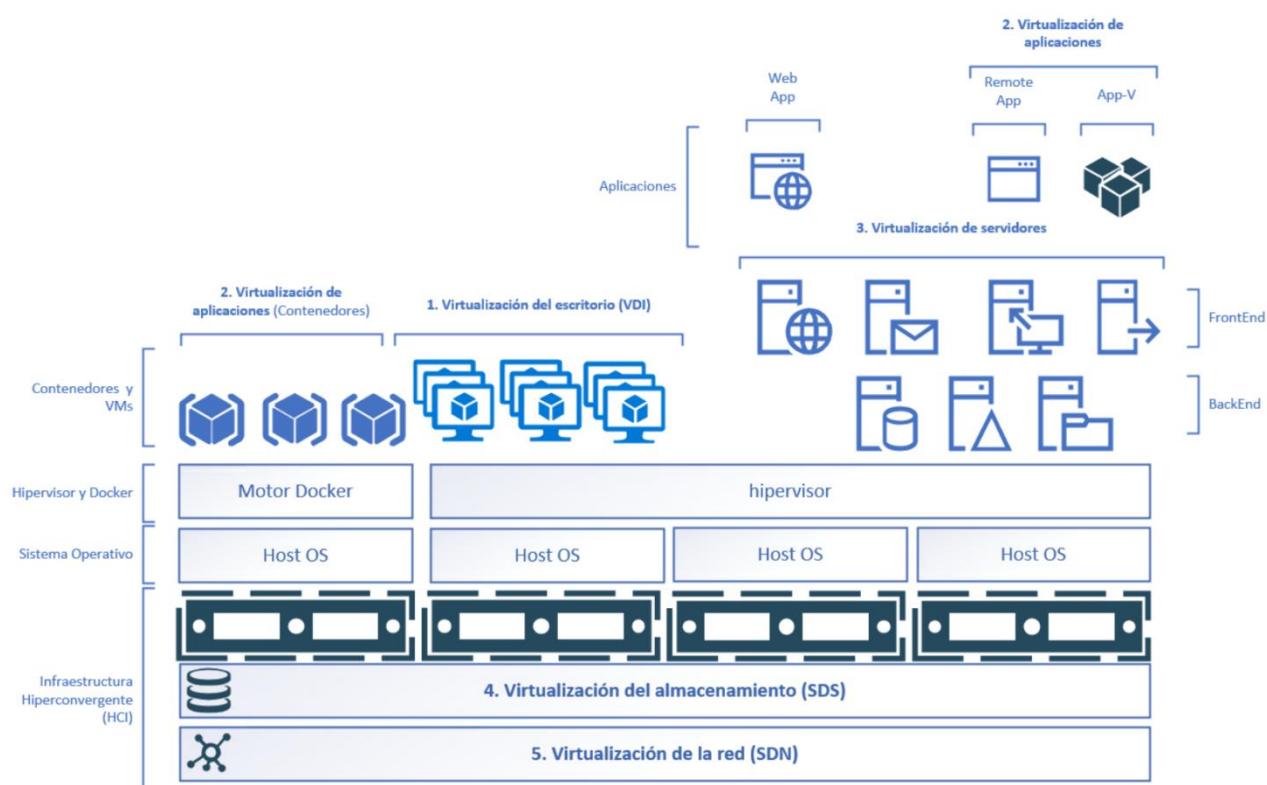 2. Virtualización de
aplicaciones
Web
App
Remote
App
App-V
Aplicaciones
3. Virtualización de servidores
2. Virtualización de
aplicaciones (Contenedores)
1. Virtualización del escritorio (VDI)
FrontEnd
Contenedores y
VMs
BackEnd
Hipervisor y Docker
Motor Docker
hipervisor
Sistema Operativo
Host OS
Host OS
Host OS
Host OS
Infraestructura
Hiperconvergente
(HCI)
4. Virtualización del almacenamiento (SDS)
5. Virtualización de la red (SDN)